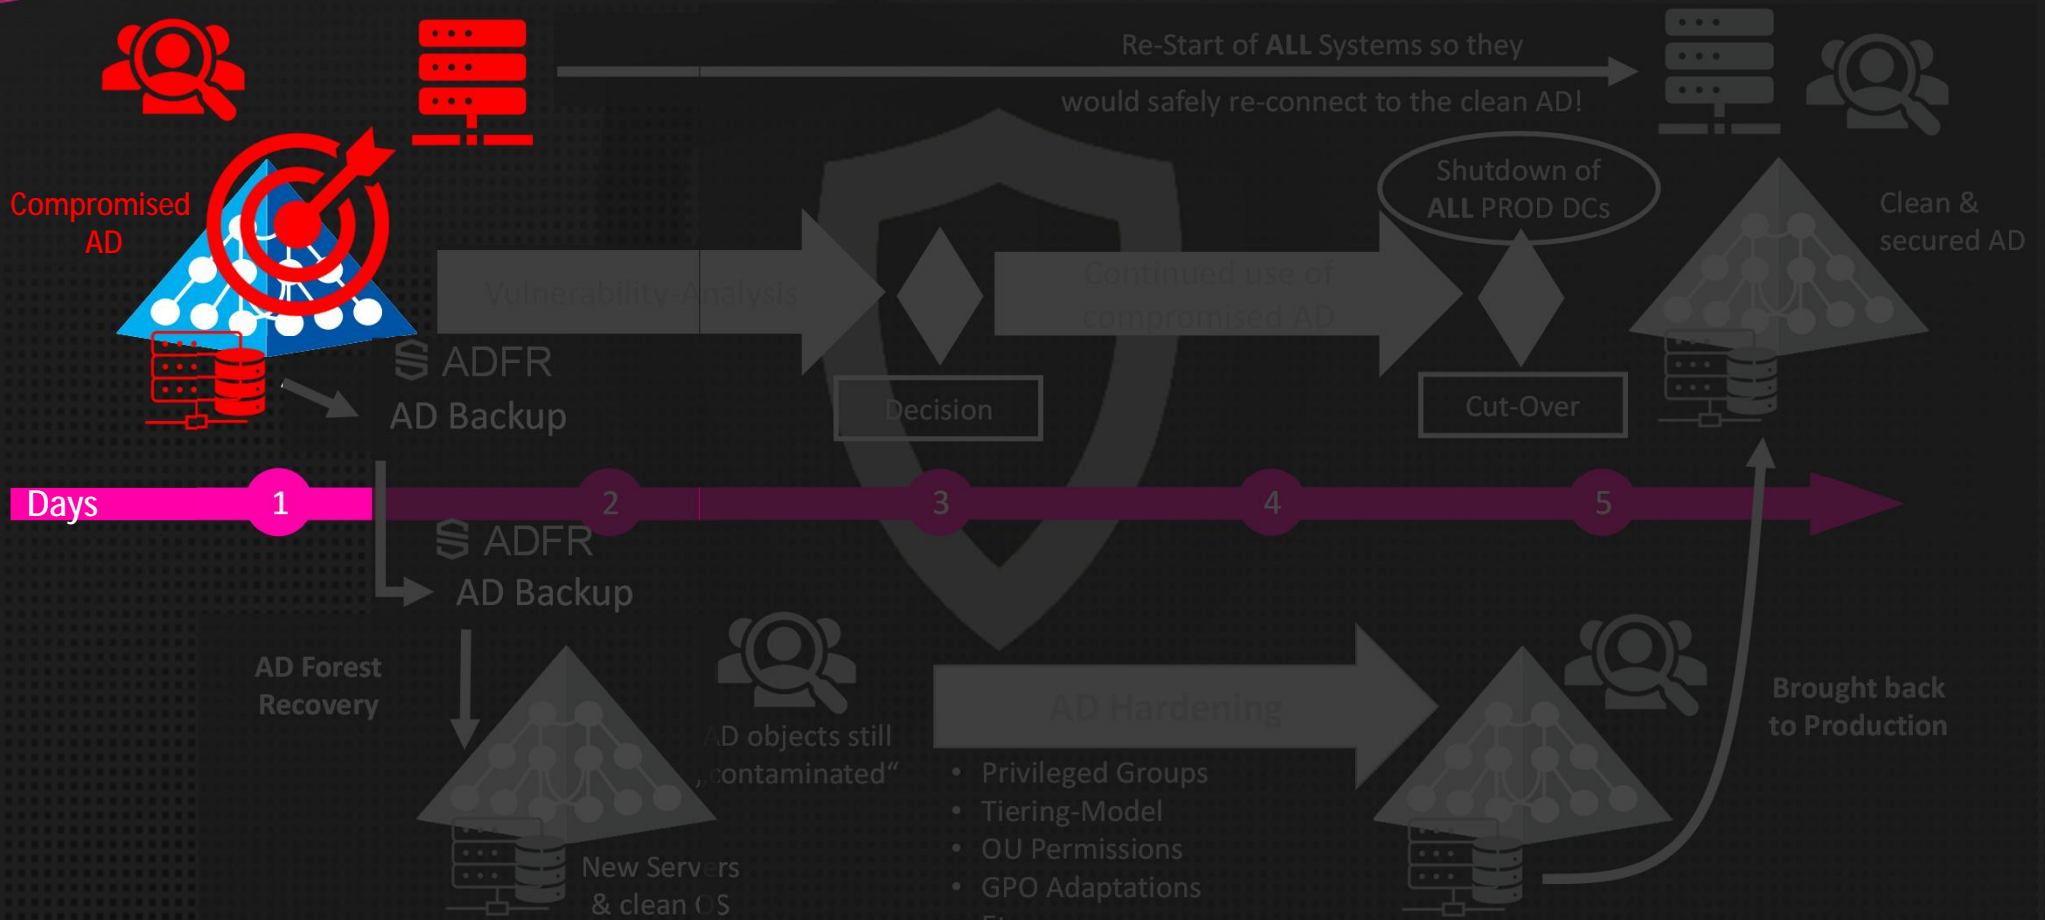 Re-Start of ALL Systems so they
would safely re-connect to the clean AD!
Compromised
AD
Shutdown of
ALL PROD DCs
Clean &
secured AD
Vulnerability-Analysis
Continued use of
compromised AD
ADFR
AD Backup
Decision
Cut-Over
Days
1
2
3
4
5
ADFR
AD Backup
AD Forest
Recovery
AD objects still
„contaminated“
AD Hardening
• Privileged Groups
• Tiering-Model
• OU Permissions
• GPO Adaptations
Brought back
to Production
New Servers
& clean OS